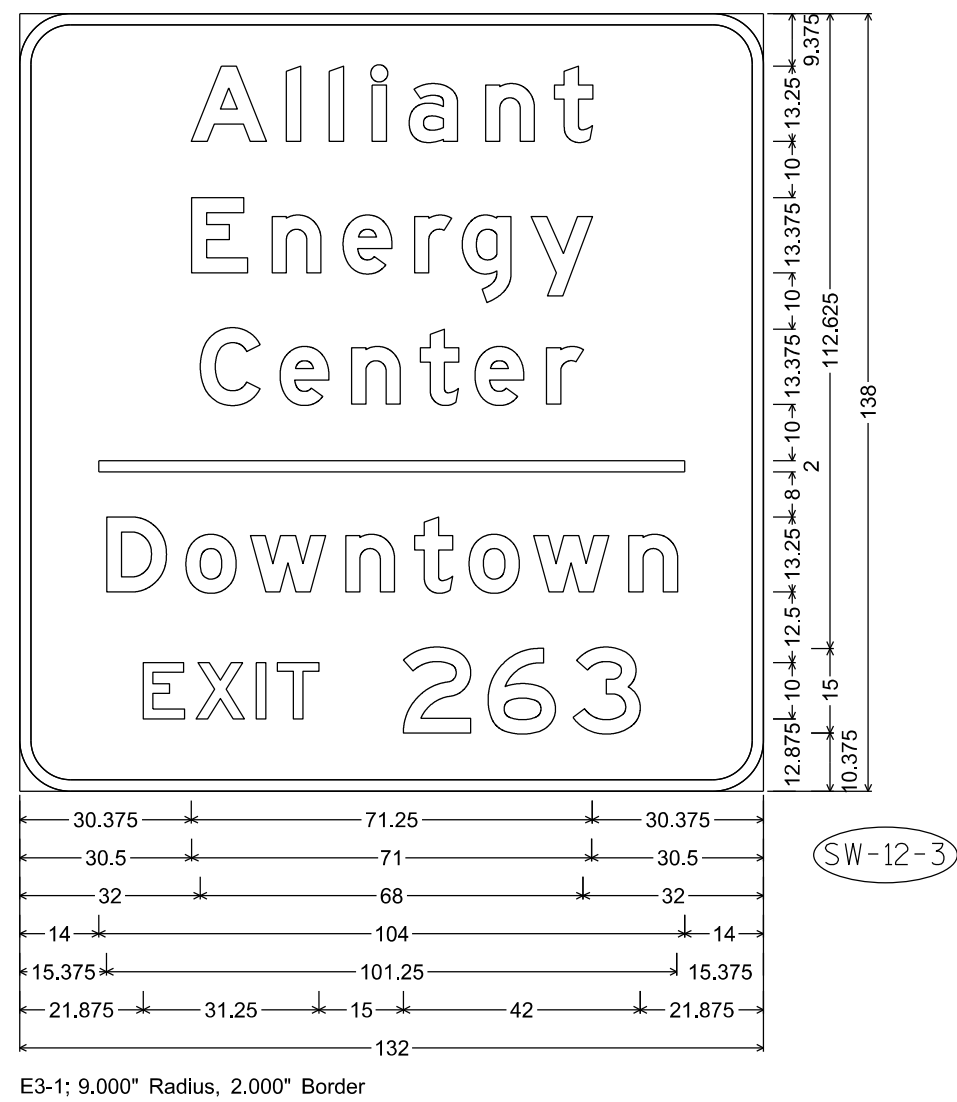 Alliant
Energy
Center
Downtown
EXIT 263
9.375
13.25
10
13.375
10
13.375
10
2
8
13.25
12.5
10
12.875
112.625
15
10.375
138
30.375 71.25 30.375
30.5 71 30.5
32 68 32
14 104 14
15.375 101.25 15.375
21.875 31.25 15 42 21.875
132
SW-12-3
E3-1; 9.000" Radius, 2.000" Border